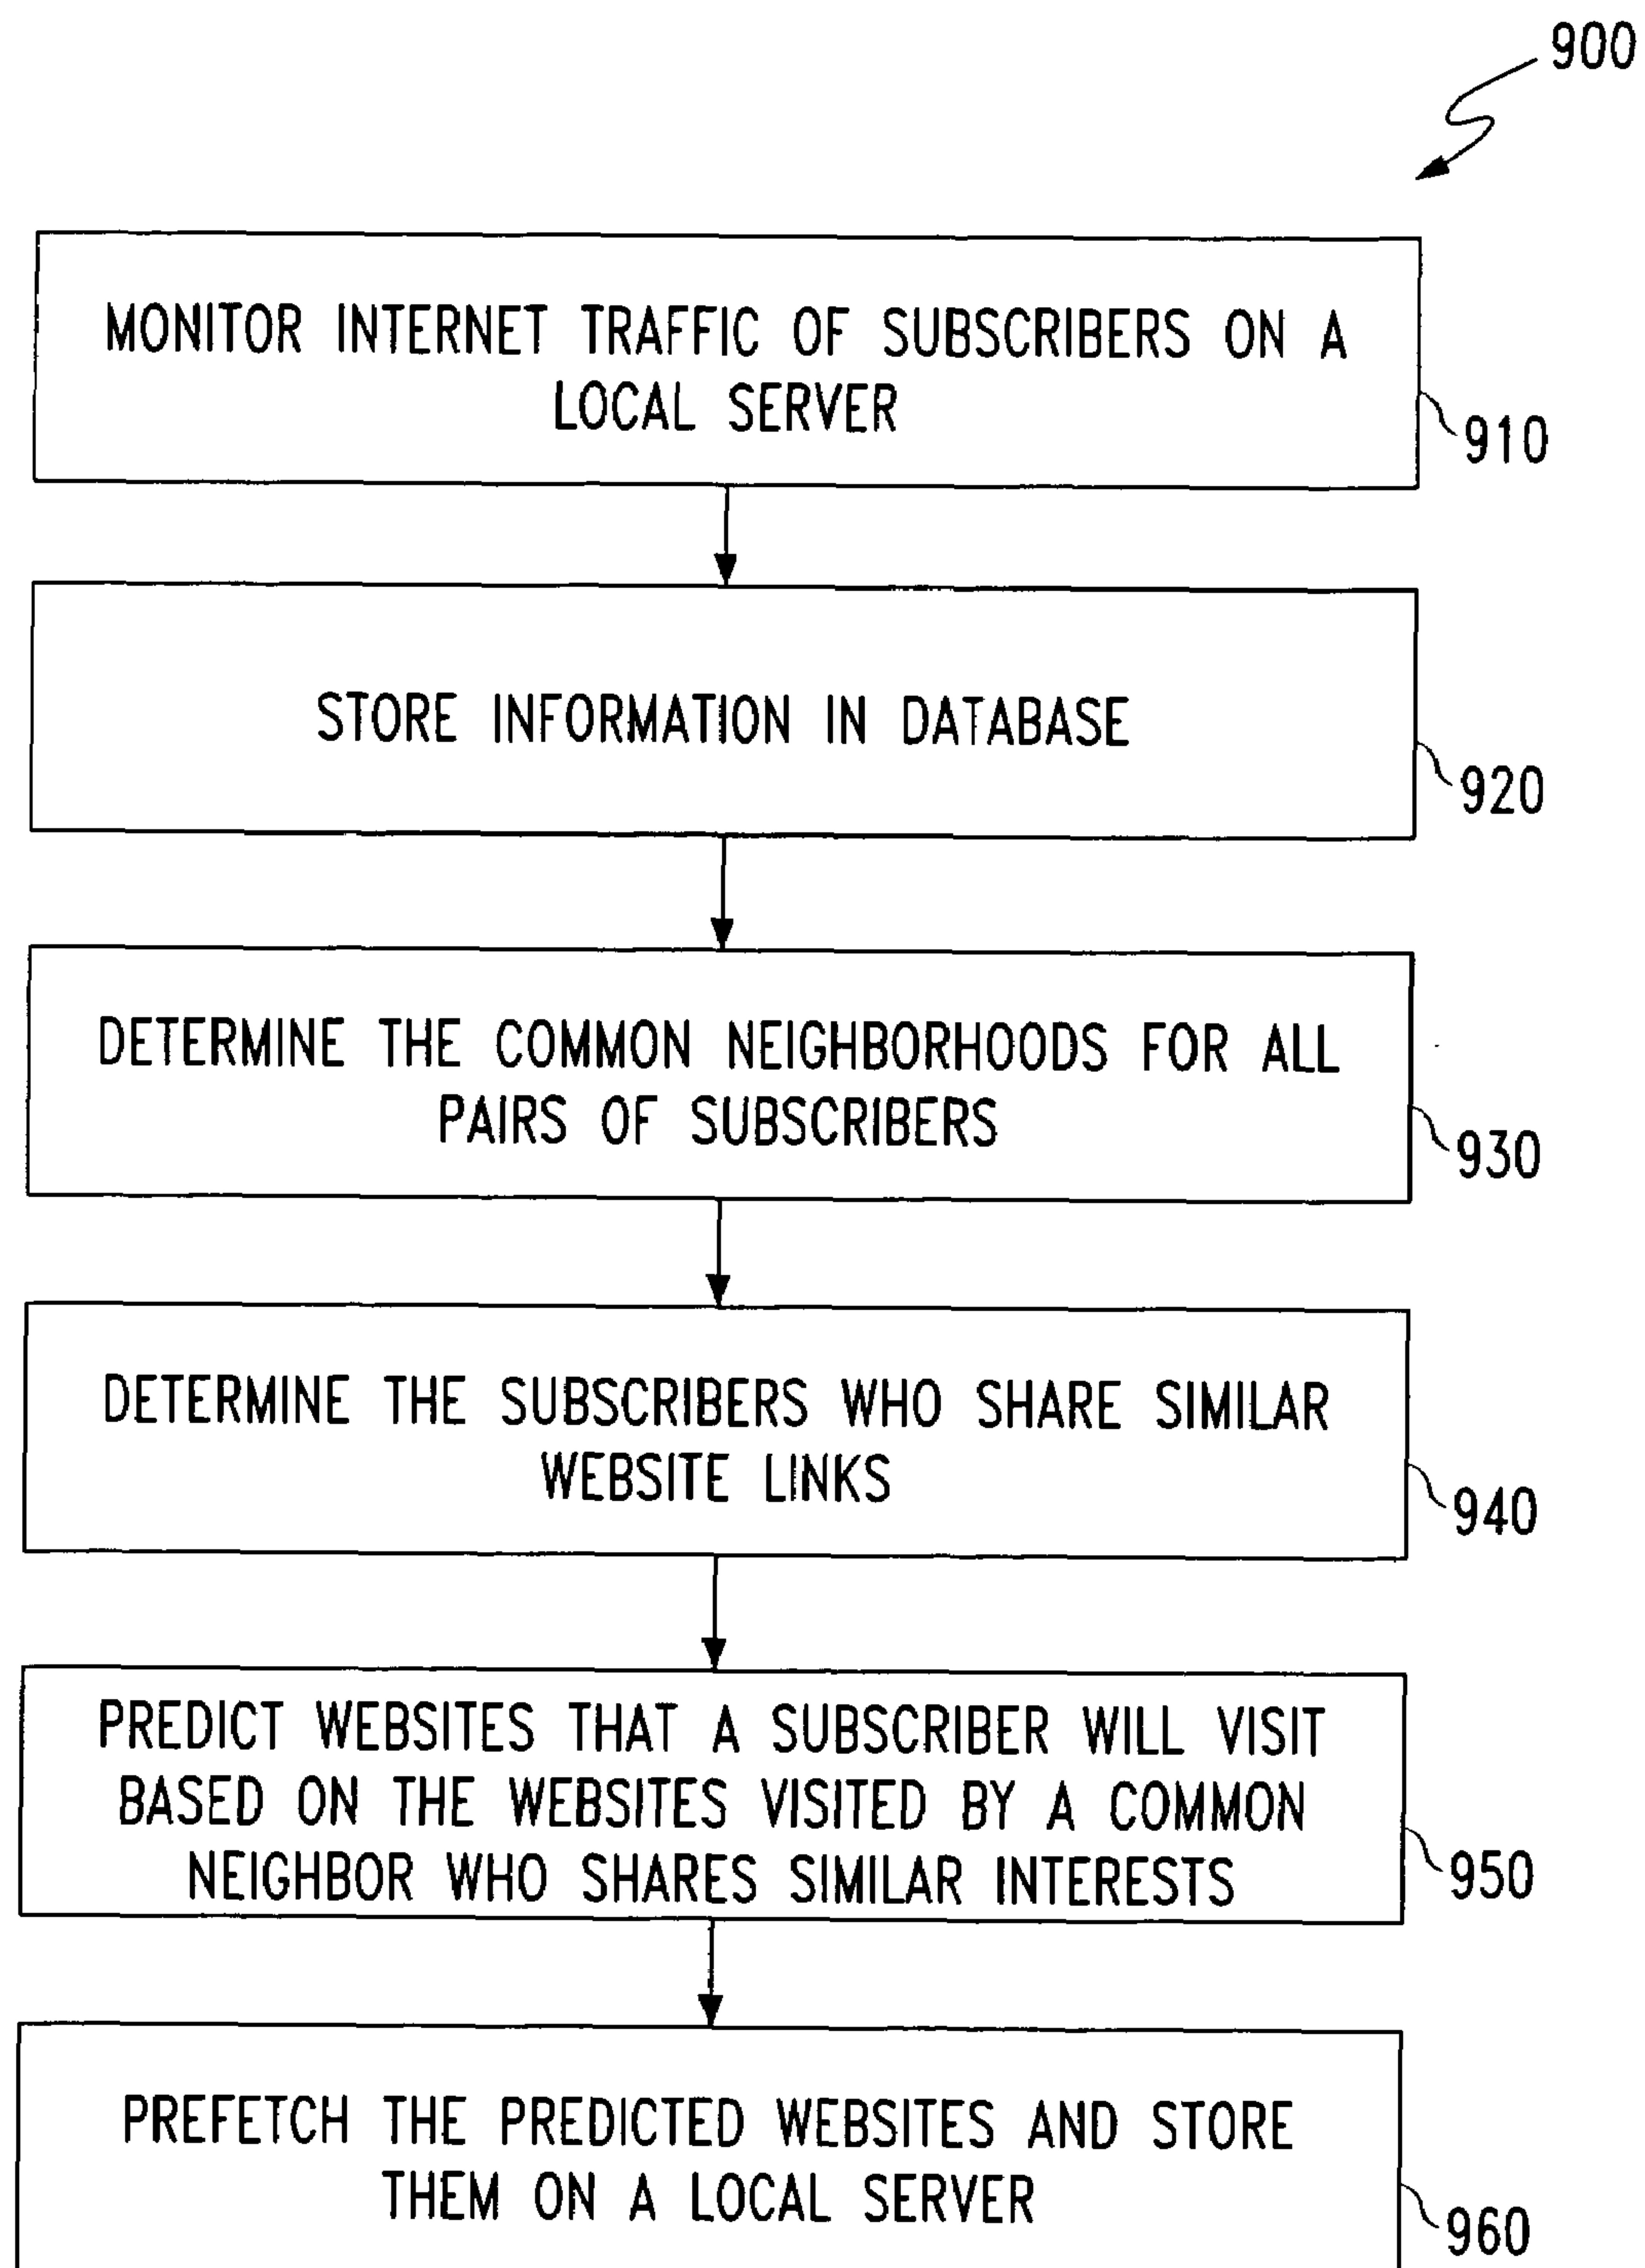 900
MONITOR INTERNET TRAFFIC OF SUBSCRIBERS ON A
LOCAL SERVER
910
STORE INFORMATION IN DATABASE
920
DETERMINE THE COMMON NEIGHBORHOODS FOR ALL
PAIRS OF SUBSCRIBERS
930
DETERMINE THE SUBSCRIBERS WHO SHARE SIMILAR
WEBSITE LINKS
940
PREDICT WEBSITES THAT A SUBSCRIBER WILL VISIT
BASED ON THE WEBSITES VISITED BY A COMMON
NEIGHBOR WHO SHARES SIMILAR INTERESTS
950
PREFETCH THE PREDICTED WEBSITES AND STORE
THEM ON A LOCAL SERVER
960